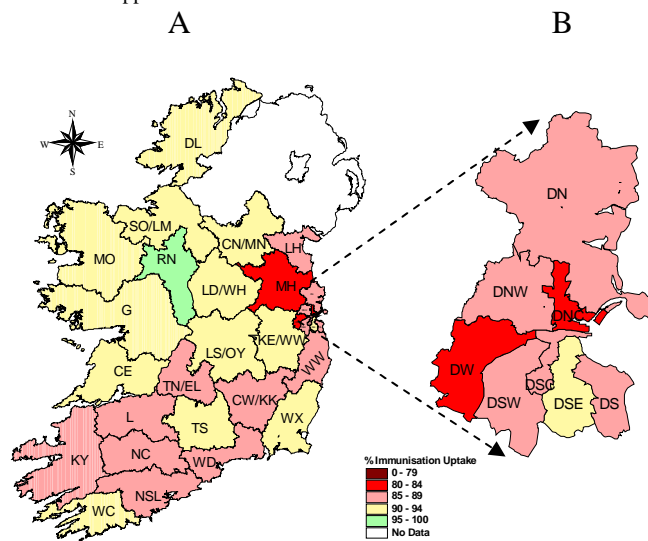 A
B
N
W
E
S
DL
SO/LM
CN/MN
LH
MO
RN
MH
LD/WH
G
LS/OY
KE/WW
WW
CE
TN/EL
CW/KK
L
TS
WX
KY
NC
WD
NSL
WC
DN
DNW
DNC
DW
DSC
DSW
DSE
DS
% Immunisation Uptake
0 - 79
80 - 84
85 - 89
90 - 94
95 - 100
No Data